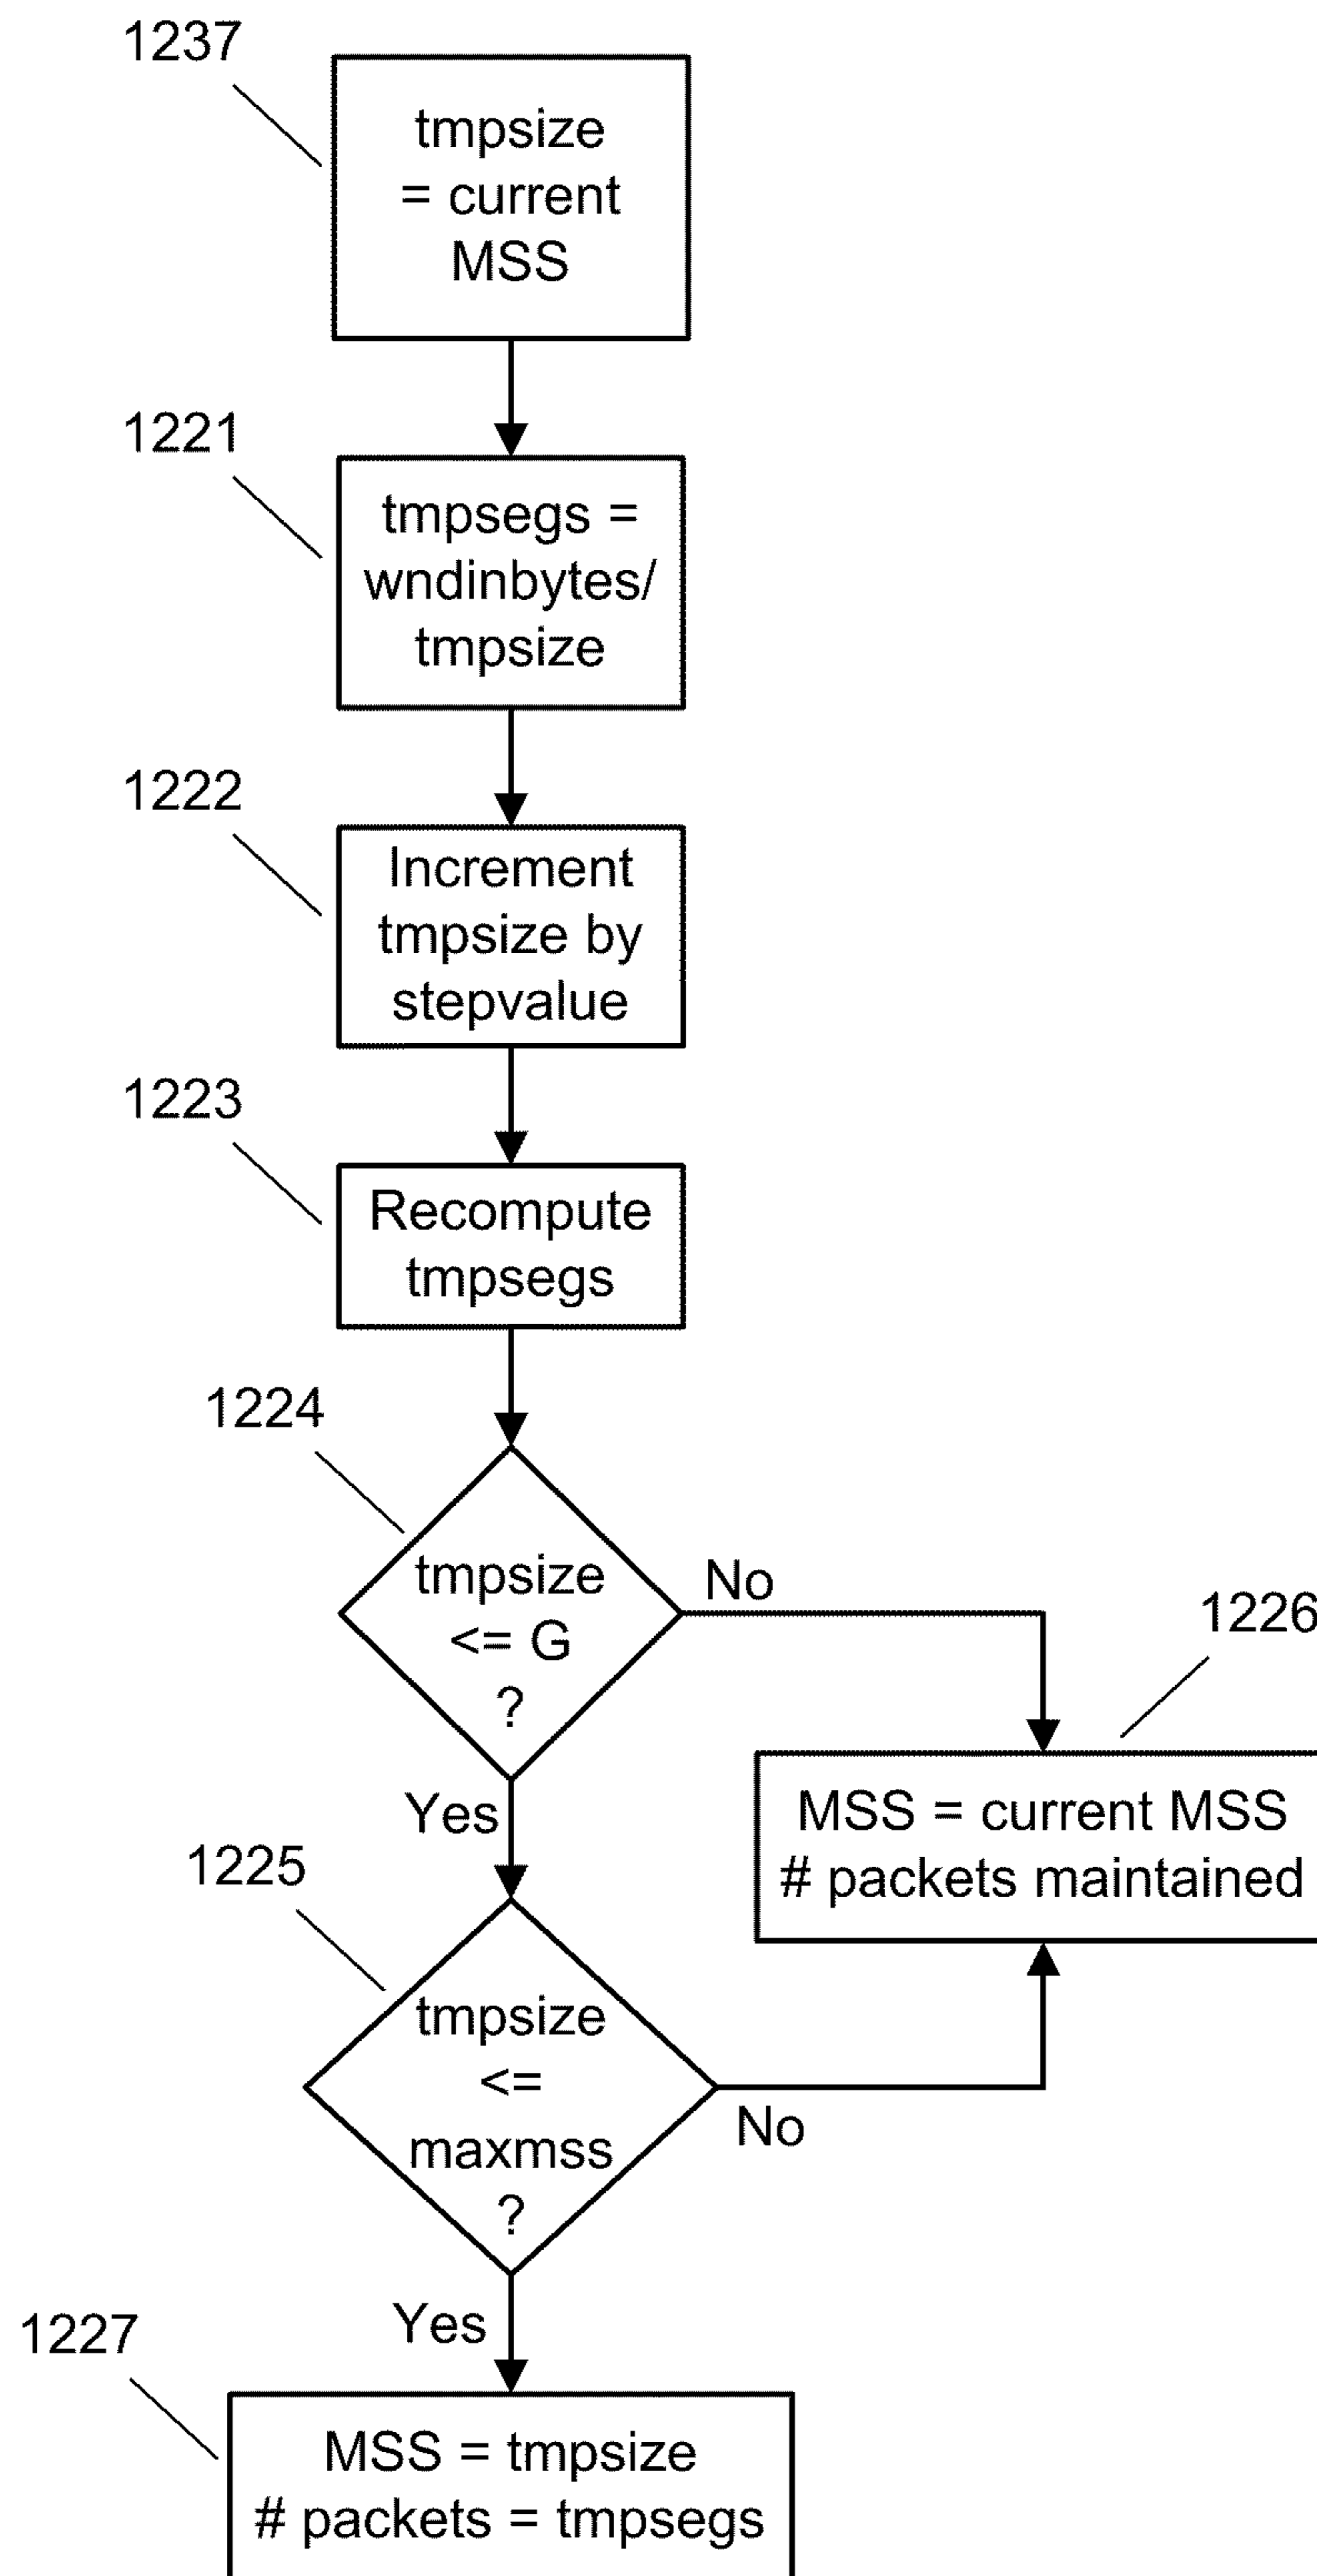 1237
tmpsize
= current
MSS
1221
tmpsegs =
wndinbytes/
tmpsize
1222
Increment
tmpsize by
stepvalue
1223
Recompute
tmpsegs
1224
tmpsize
<= G
?
No
1226
MSS = current MSS
# packets maintained
Yes
1225
tmpsize
<=
maxmss
?
No
Yes
1227
MSS = tmpsize
# packets = tmpsegs